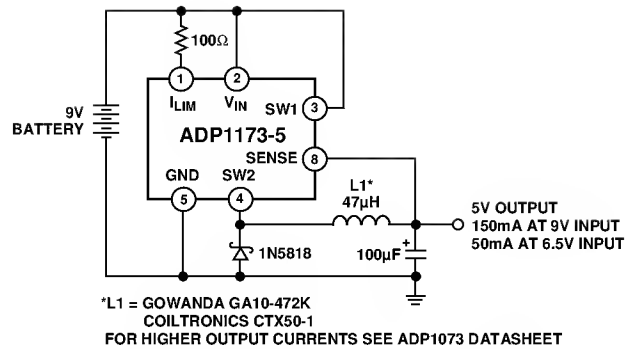 100Ω
1
2
I_LIM
V_IN
SW1
3
9V
BATTERY
ADP1173-5
SENSE
8
GND
SW2
5
4
L1*
47µH
5V OUTPUT
150mA AT 9V INPUT
50mA AT 6.5V INPUT
1N5818
100µF
+
*L1 = GOWANDA GA10-472K
COILTRONICS CTX50-1
FOR HIGHER OUTPUT CURRENTS SEE ADP1073 DATASHEET